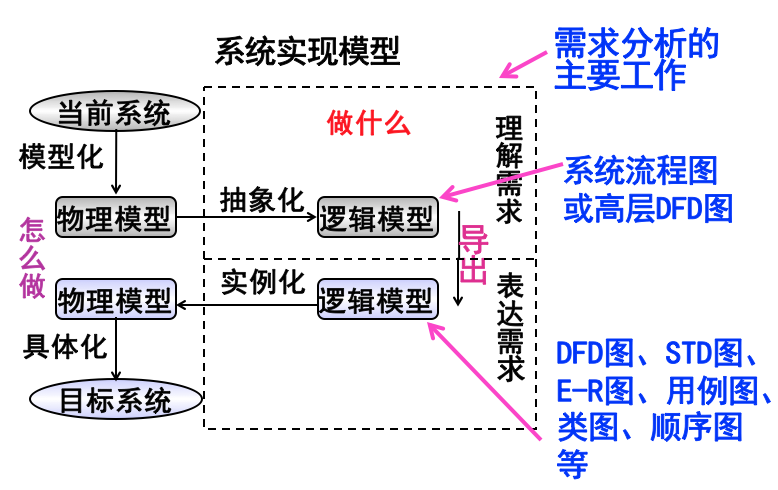 系统实现模型
需求分析的
主要工作
当前系统
做什么
理解需求
模型化
抽象化
系统流程图
或高层DFD图
物理模型
逻辑模型
怎么做
导出
实例化
表达需求
物理模型
逻辑模型
具体化
目标系统
DFD图、STD图、
E-R图、用例图、
类图、顺序图
等